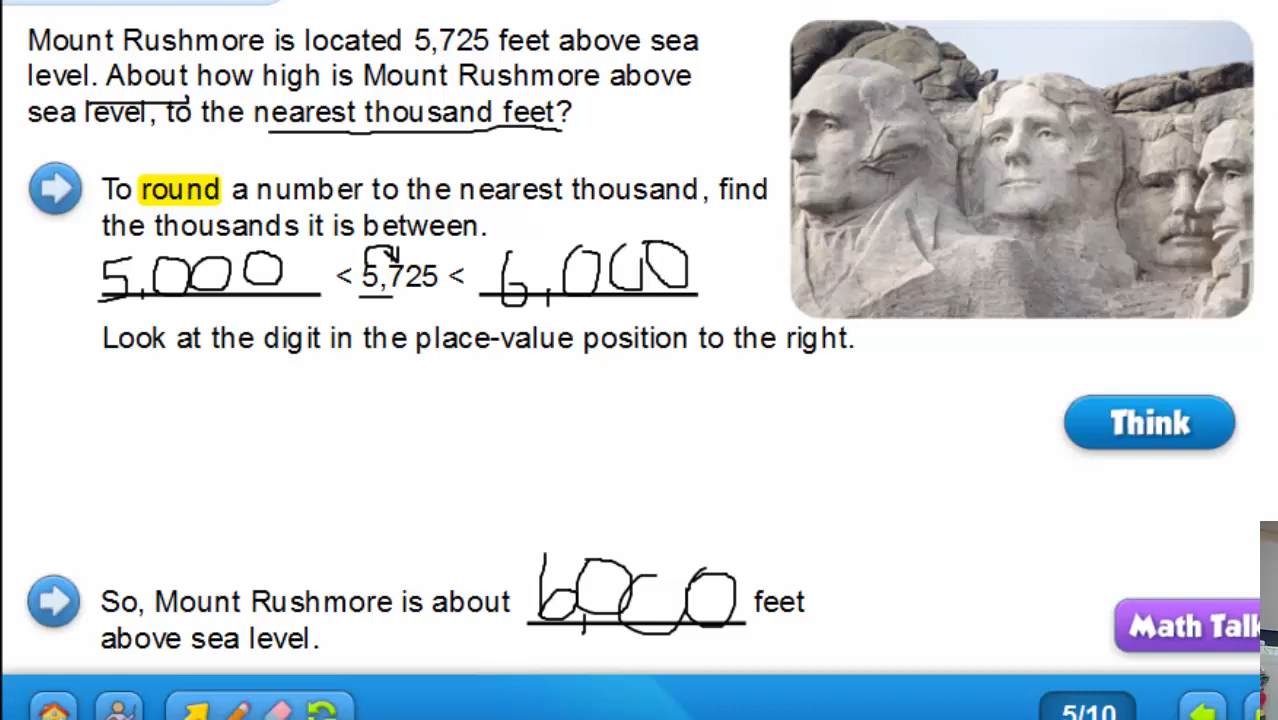 Mount Rushmore is located 5,725 feet above sea
level. About how high is Mount Rushmore above
sea level, to the nearest thousand feet?
To round a number to the nearest thousand, find
the thousands it is between.
5,000 < 5,725 < 6,000
Look at the digit in the place-value position to the right.
Think
So, Mount Rushmore is about 6,000 feet
above sea level.
Math Talk
5/10